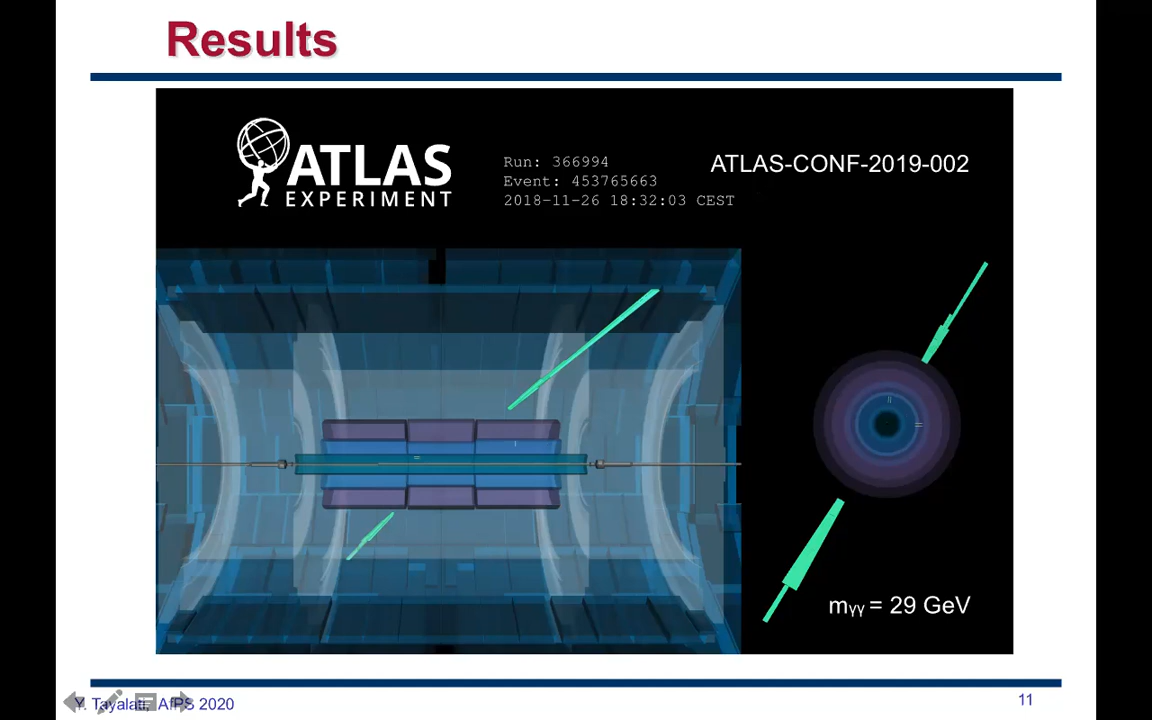 Results
ATLAS
EXPERIMENT
Run: 366994
Event: 453765663
2018-11-26 18:32:03 CEST
ATLAS-CONF-2019-002
mγγ = 29 GeV
Y. Tayalati, AfPS 2020
11